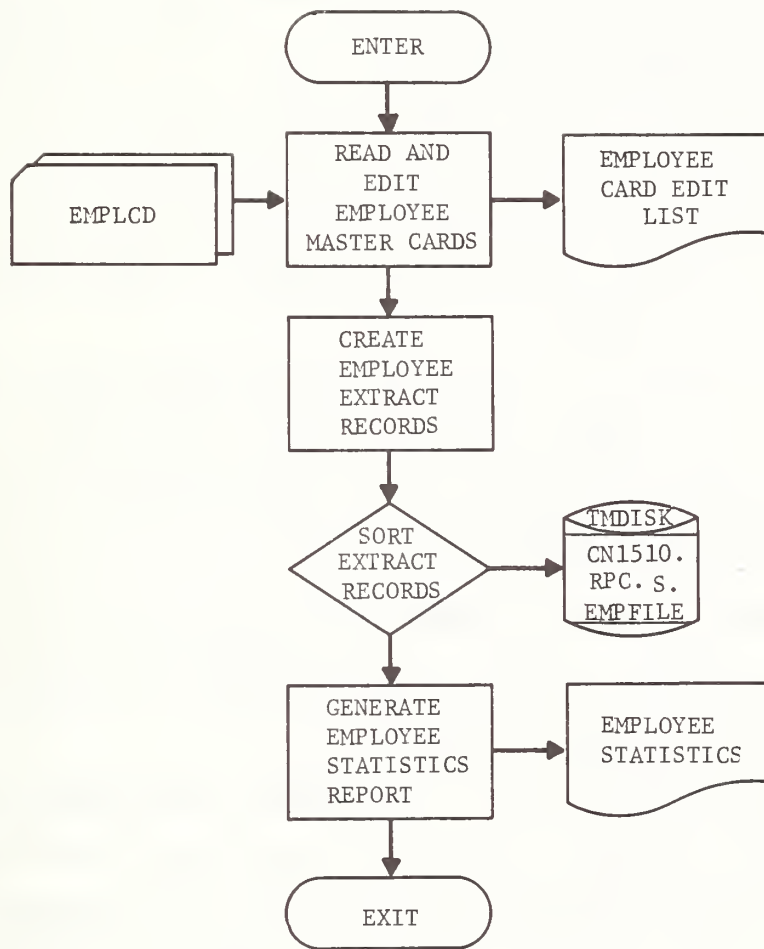 ENTER
EMPLCD
READ AND
EDIT
EMPLOYEE
MASTER CARDS
EMPLOYEE
CARD EDIT
LIST
CREATE
EMPLOYEE
EXTRACT
RECORDS
SORT
EXTRACT
RECORDS
TMDISK
CN1510.
RPC. S.
EMPFILE
GENERATE
EMPLOYEE
STATISTICS
REPORT
EMPLOYEE
STATISTICS
EXIT